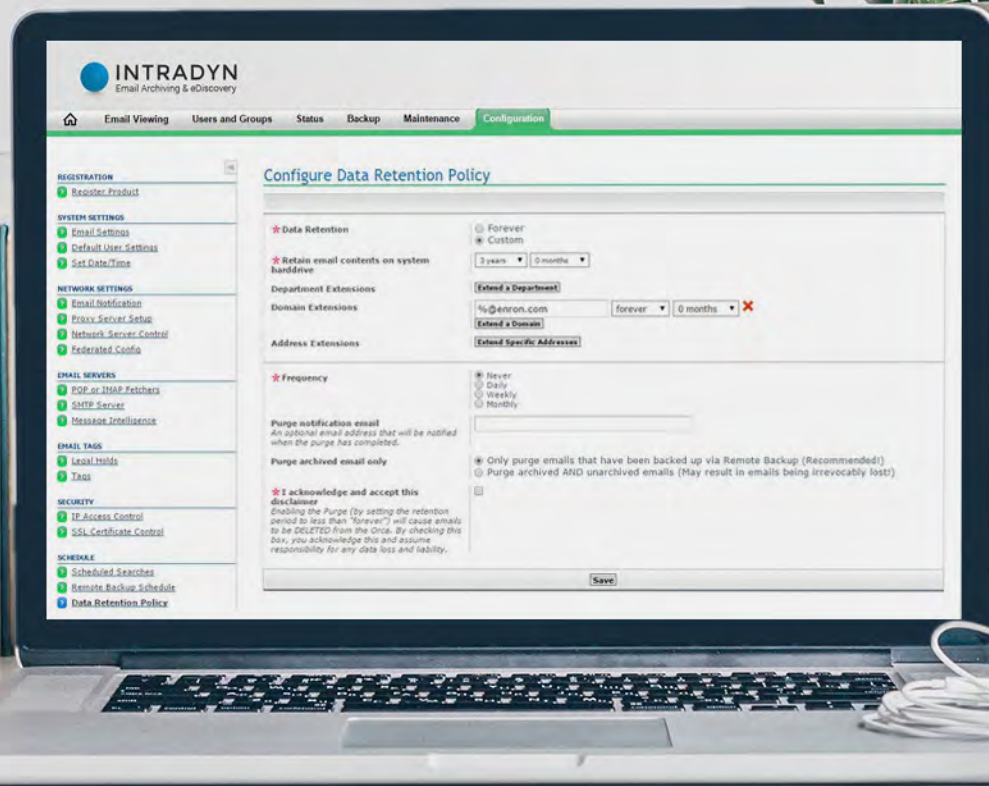 INTRADYN
Email Archiving & eDiscovery
Email Viewing Users and Groups Status Backup Maintenance Configuration
REGISTRATION
Register Product
SYSTEM SETTINGS
Email Settings
Default User Settings
Set Date/Time
NETWORK SETTINGS
Email Notification
Proxy Server Setup
Network Server Control
Federated Config
EMAIL SERVERS
POP or IMAP Fetchers
SMTP Server
Message Intelligence
EMAIL TAGS
Legal Holds
Tags
SECURITY
IP Access Control
SSL Certificate Control
SCHEDULE
Scheduled Searches
Remote Backup Schedule
Data Retention Policy
Configure Data Retention Policy
* Data Retention
Forever
Custom
* Retain email contents on system
harddrive
3 years 0 months
Department Extensions
Extend a Department
Domain Extensions
%@enron.com forever 0 months
Extend a Domain
Address Extensions
Extend Specific Addresses
* Frequency
Never
Daily
Weekly
Monthly
Purge notification email
An optional email address that will be notified
when the purge has completed.
Purge archived email only
Only purge emails that have been backed up via Remote Backup (Recommended!)
Purge archived AND unarchived emails (May result in emails being irrevocably lost!)
* I acknowledge and accept this
disclaimer
Enabling the Purge (by setting the retention
period to less than "forever") will cause emails
to be DELETED from the Orca. By checking this
box, you acknowledge this and assume
responsibility for any data loss and liability.
Save